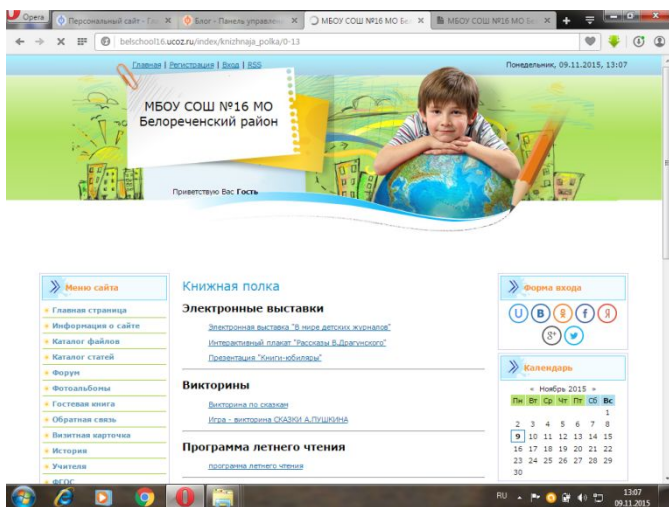 Opera
Персональный сайт - Гла
Блог - Панель управлен
МБОУ СОШ №16 МО Бел
МБОУ СОШ №16 МО Бел
belschool16.ucoz.ru/index/knizhnaja_polka/0-13
Главная | Регистрация | Вход | RSS
Понедельник, 09.11.2015, 13:07
МБОУ СОШ №16 МО
Белореченский район
Приветствую Вас Гость
Меню сайта
Главная страница
Информация о сайте
Каталог файлов
Каталог статей
Форум
Фотоальбомы
Гостевая книга
Обратная связь
Визитная карточка
История
Учителя
ФГОС
Книжная полка
Электронные выставки
Электронная выставка "В мире детских журналов"
Интерактивный плакат "Рассказы В.Драгунского"
Презентация "Книги-юбиляры"
Викторины
Викторина по сказкам
Игра - викторина СКАЗКИ А.ПУШКИНА
Программа летнего чтения
программа летнего чтения
Форма входа
Календарь
« Ноябрь 2015 »
Пн Вт Ср Чт Пт Сб Вс
1
2 3 4 5 6 7 8
9 10 11 12 13 14 15
16 17 18 19 20 21 22
23 24 25 26 27 28 29
30
RU
13:07
09.11.2015